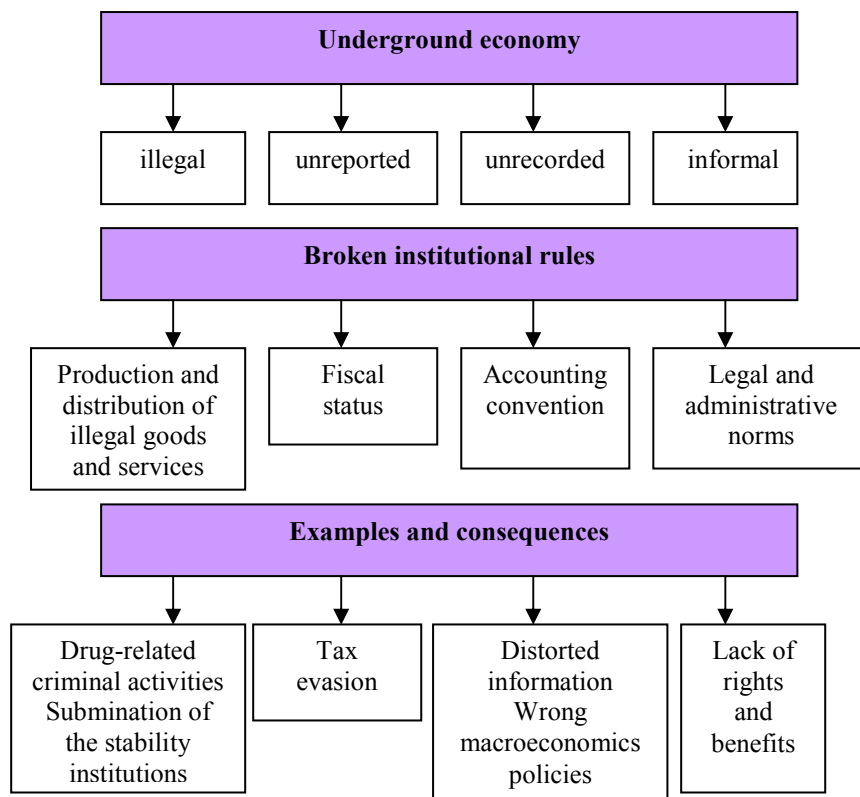 Underground economy
illegal
unreported
unrecorded
informal
Broken institutional rules
Production and
distribution of
illegal goods
and services
Fiscal
status
Accounting
convention
Legal and
administrative
norms
Examples and consequences
Drug-related
criminal activities
Submination of
the stability
institutions
Tax
evasion
Distorted
information
Wrong
macroeconomics
policies
Lack of
rights
and
benefits